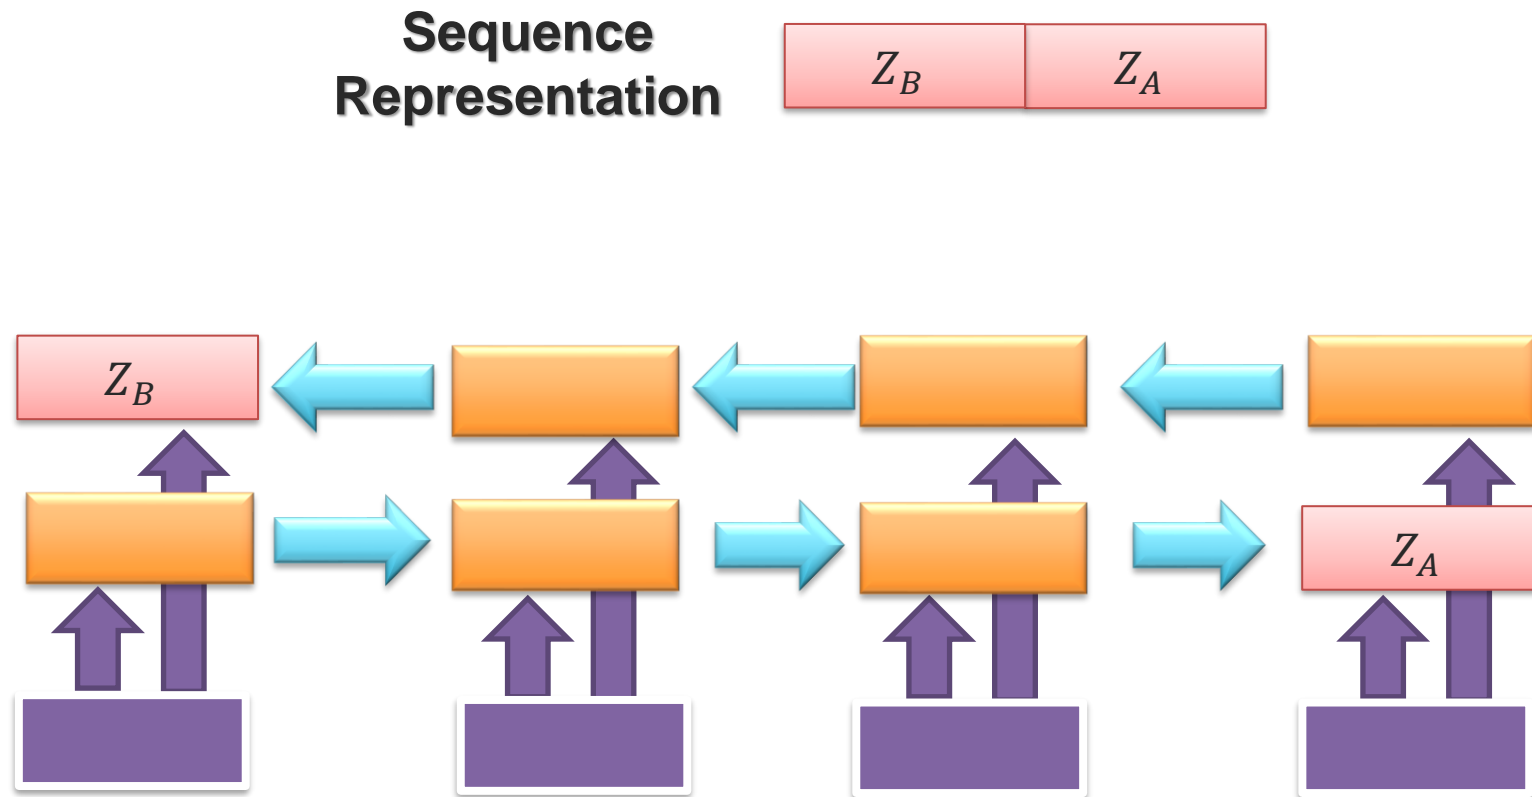 Sequence
Representation
Z_B Z_A
Z_B
Z_A